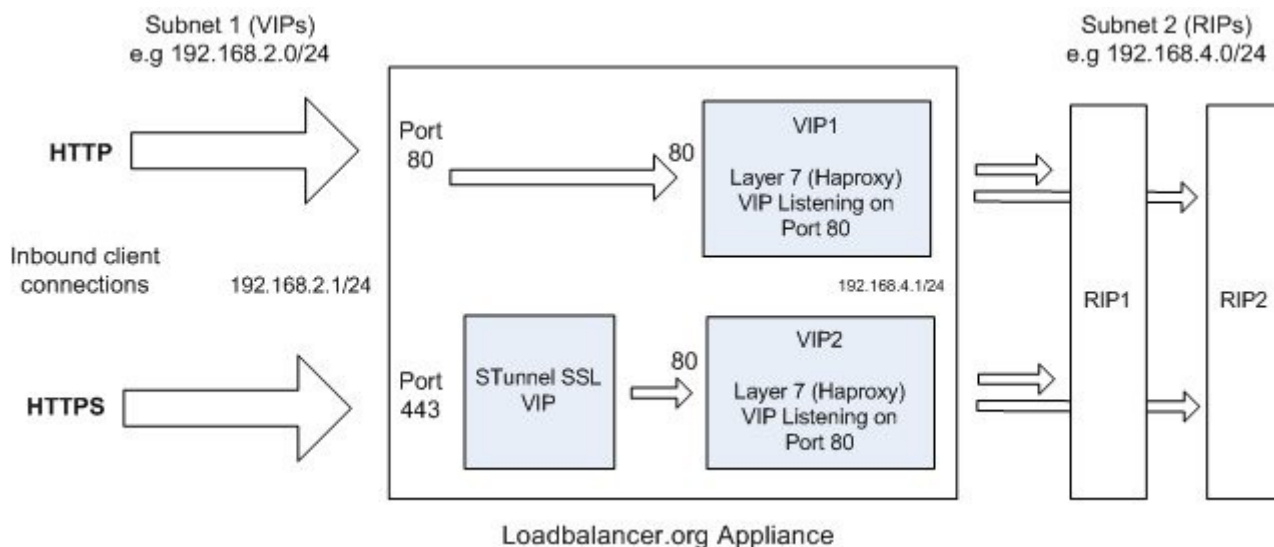 Subnet 1 (VIPs)
e.g 192.168.2.0/24
Subnet 2 (RIPs)
e.g 192.168.4.0/24
HTTP
Port
80
80
VIP1
Layer 7 (Haproxy)
VIP Listening on
Port 80
Inbound client
connections
192.168.2.1/24
192.168.4.1/24
RIP1
RIP2
HTTPS
Port
443
STunnel SSL
VIP
80
VIP2
Layer 7 (Haproxy)
VIP Listening on
Port 80
Loadbalancer.org Appliance